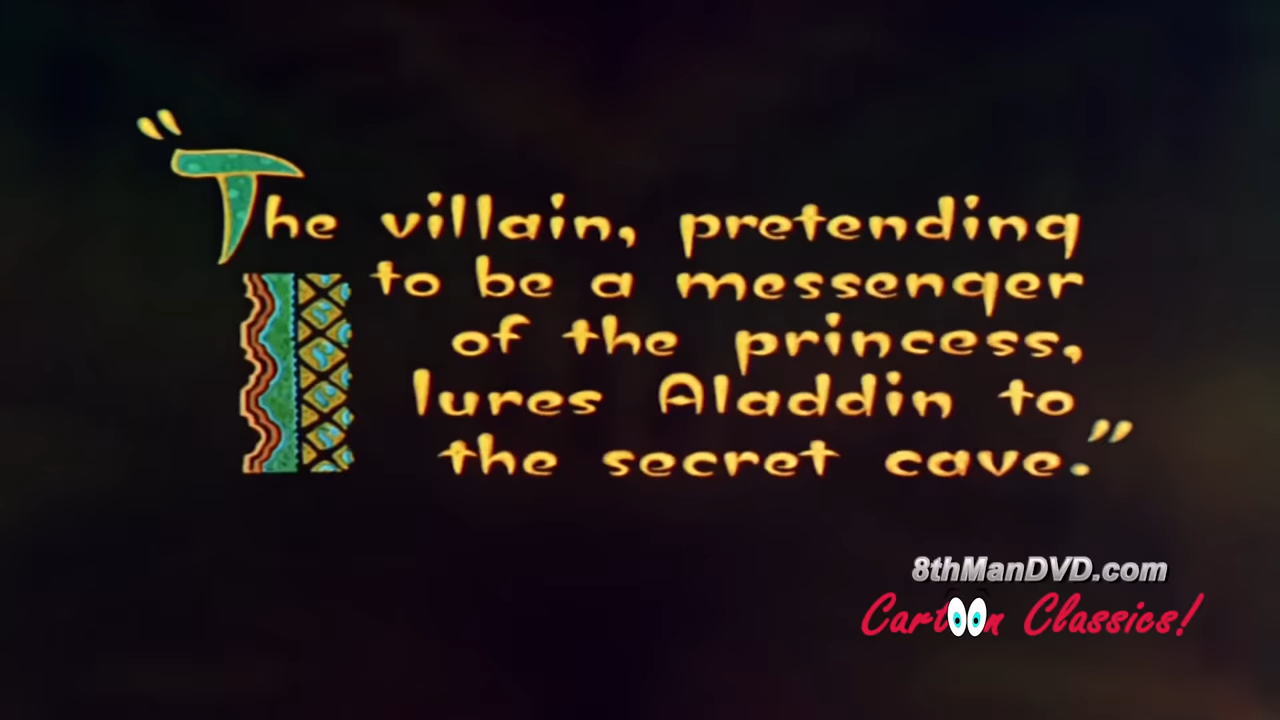 "The villain, pretending
to be a messenger
of the princess,
lures Aladdin to
the secret cave."
8thManDVD.com
Cartoon Classics!